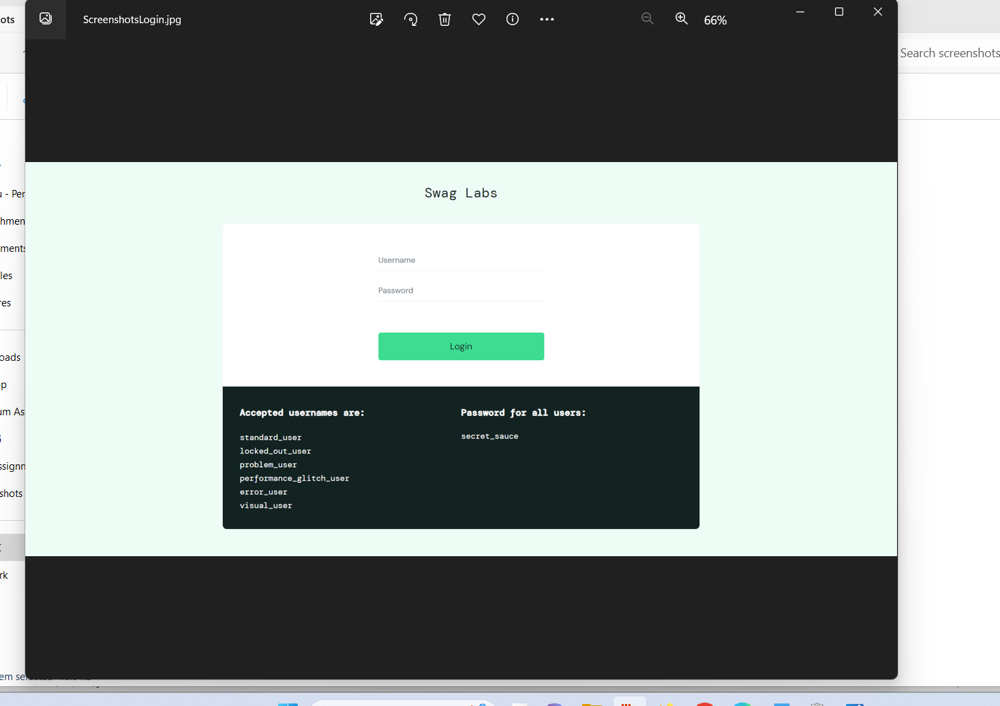 ots
ScreenshotsLogin.jpg
66%
Search screenshots
- Per
hmen
ments
les
res
oads
p
um As
ssignn
shots
rk
Swag Labs
Username
Password
Login
Accepted usernames are:
standard_user
locked_out_user
problem_user
performance_glitch_user
error_user
visual_user
Password for all users:
secret_sauce
em se